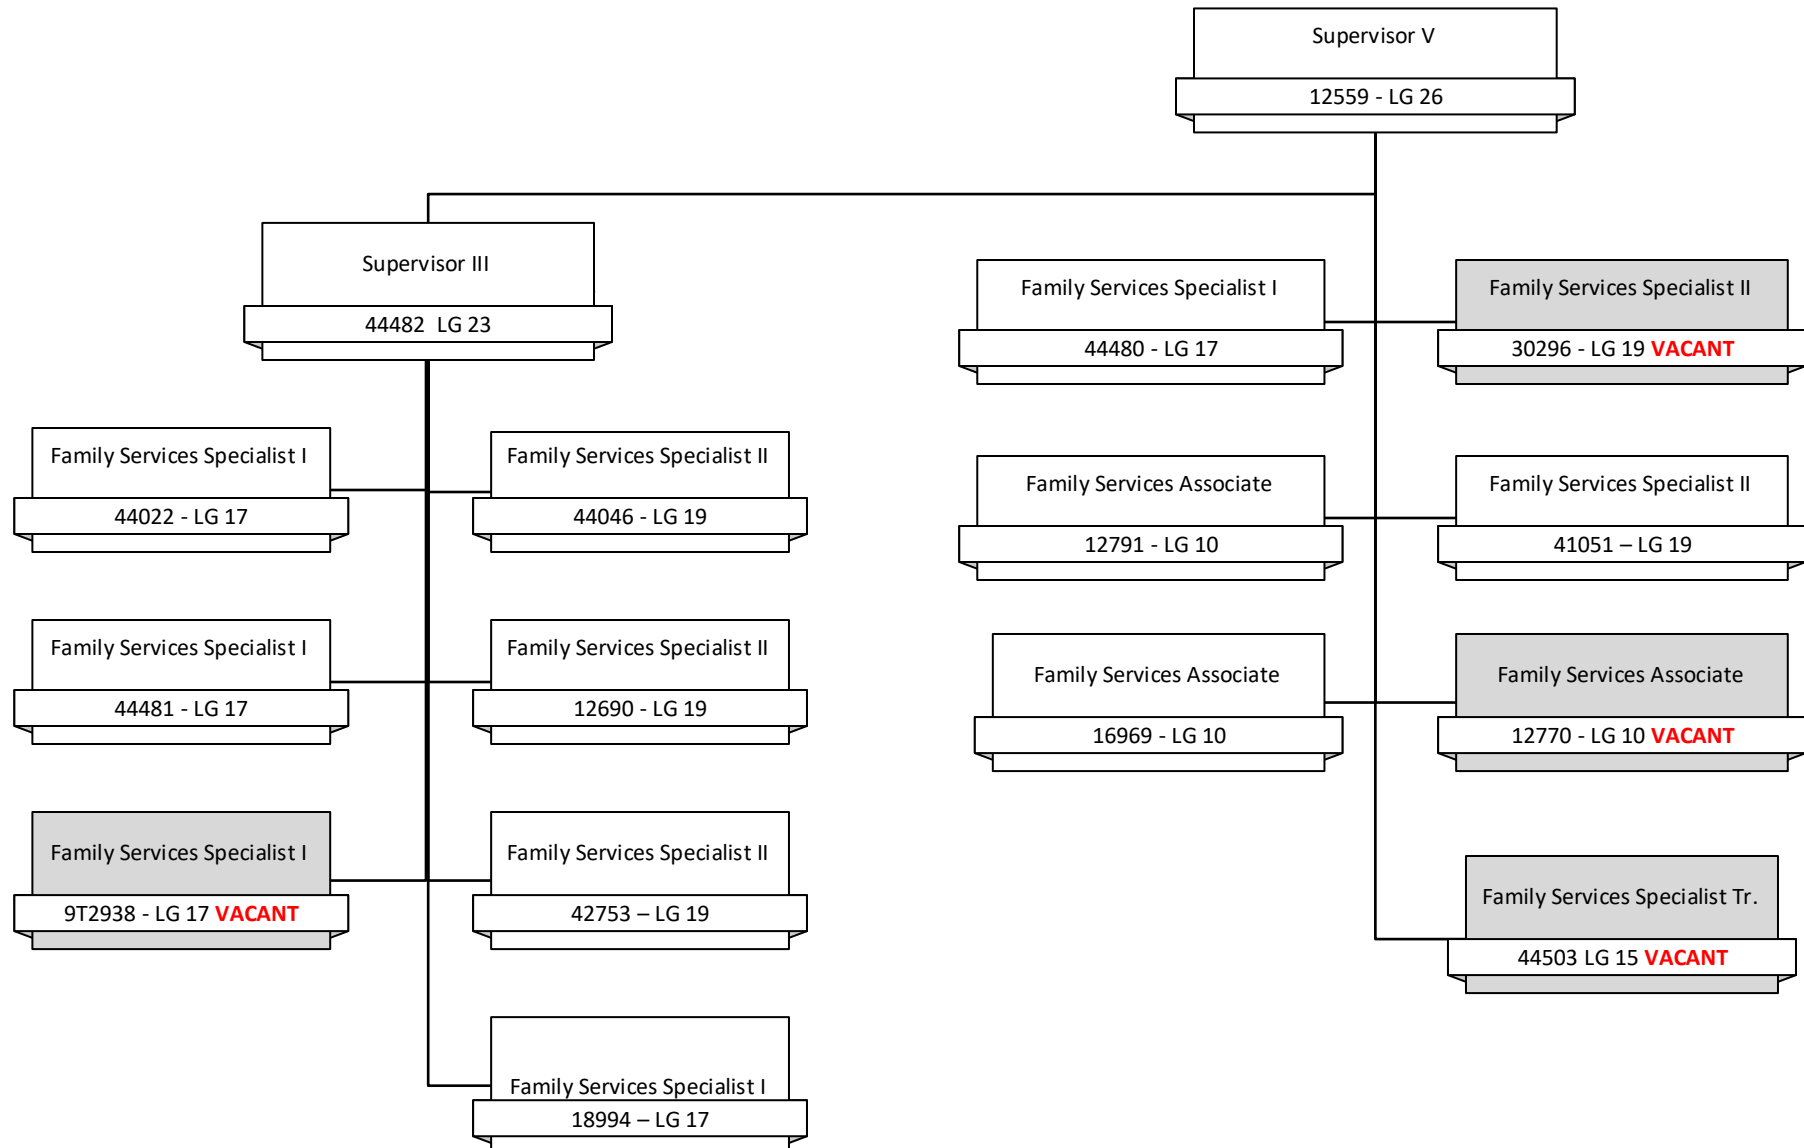 Supervisor V
12559 - LG 26
Supervisor III
44482 LG 23
Family Services Specialist I
44480 - LG 17
Family Services Specialist II
30296 - LG 19 VACANT
Family Services Specialist I
44022 - LG 17
Family Services Specialist II
44046 - LG 19
Family Services Associate
12791 - LG 10
Family Services Specialist II
41051 – LG 19
Family Services Specialist I
44481 - LG 17
Family Services Specialist II
12690 - LG 19
Family Services Associate
16969 - LG 10
Family Services Associate
12770 - LG 10 VACANT
Family Services Specialist I
9T2938 - LG 17 VACANT
Family Services Specialist II
42753 – LG 19
Family Services Specialist Tr.
44503 LG 15 VACANT
Family Services Specialist I
18994 – LG 17